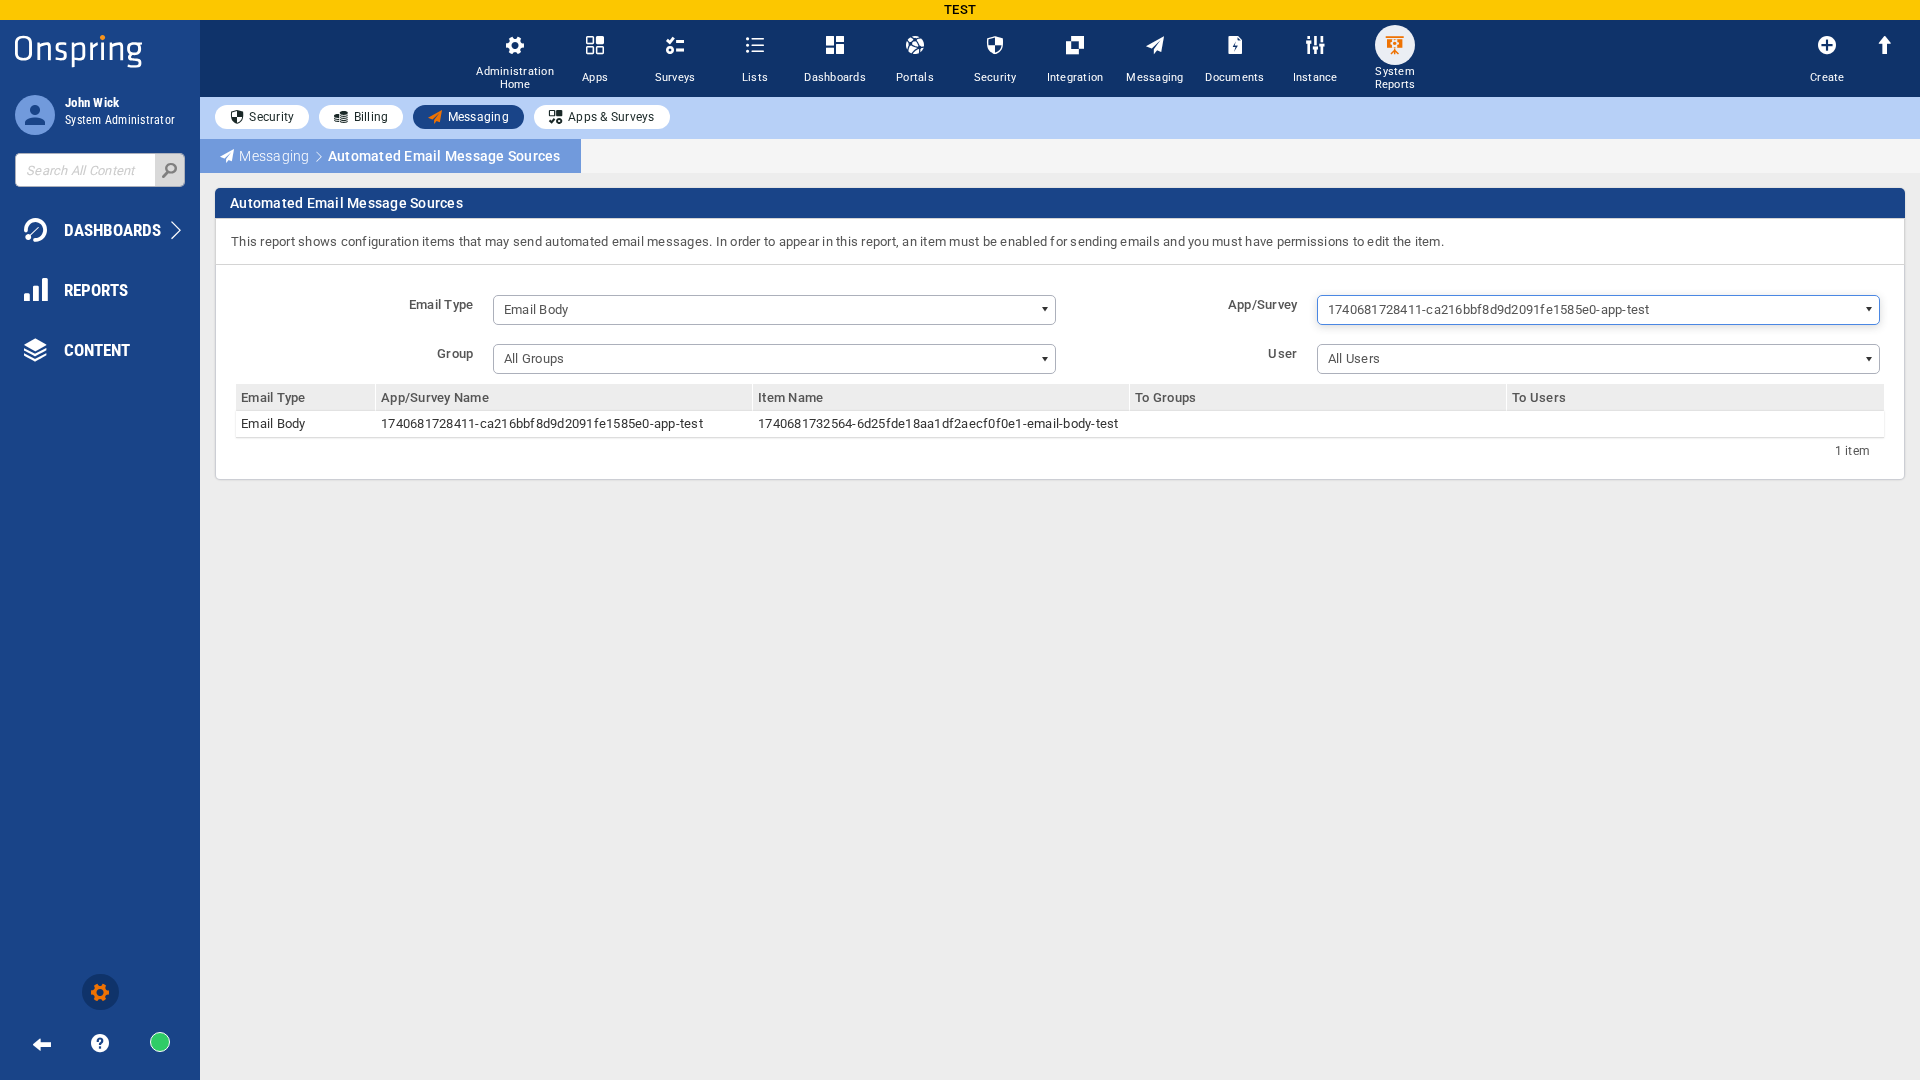 TEST
Onspring
John Wick
System Administrator
Search All Content
DASHBOARDS
REPORTS
CONTENT
Administration Home
Apps
Surveys
Lists
Dashboards
Portals
Security
Integration
Messaging
Documents
Instance
System Reports
Create
Security
Billing
Messaging
Apps & Surveys
Messaging
Automated Email Message Sources
Automated Email Message Sources
This report shows configuration items that may send automated email messages. In order to appear in this report, an item must be enabled for sending emails and you must have permissions to edit the item.
Email Type
Email Body
App/Survey
1740681728411-ca216bbf8d9d2091fe1585e0-app-test
Group
All Groups
User
All Users
Email Type
App/Survey Name
Item Name
To Groups
To Users
Email Body
1740681728411-ca216bbf8d9d2091fe1585e0-app-test
1740681732564-6d25fde18aa1df2aecf0f0e1-email-body-test
1 item